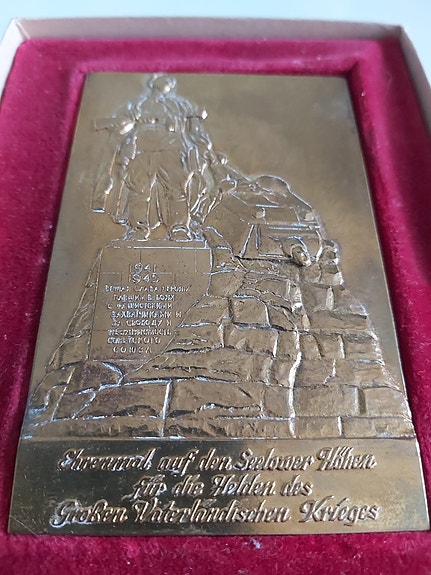 1941
1945
ВЕЧНАЯ СЛАВА ГЕРОЯМ
ПАВШИМ В БОЯХ
С ФАШИСТСКИМИ
ЗАХВАТЧИКАМИ И
ЗА СВОБОДУ И
НЕЗАВИСИМОСТЬ
СОВЕТСКОГО
СОЮЗА
Ehrenmal auf den Seelower Höhen
für die Helden des
Großen Vaterländischen Krieges